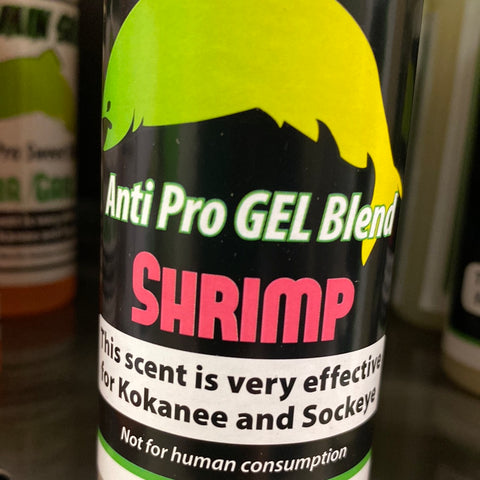 Anti Pro GEL Blend
SHRIMP
This scent is very effective
for Kokanee and Sockeye
Not for human consumption